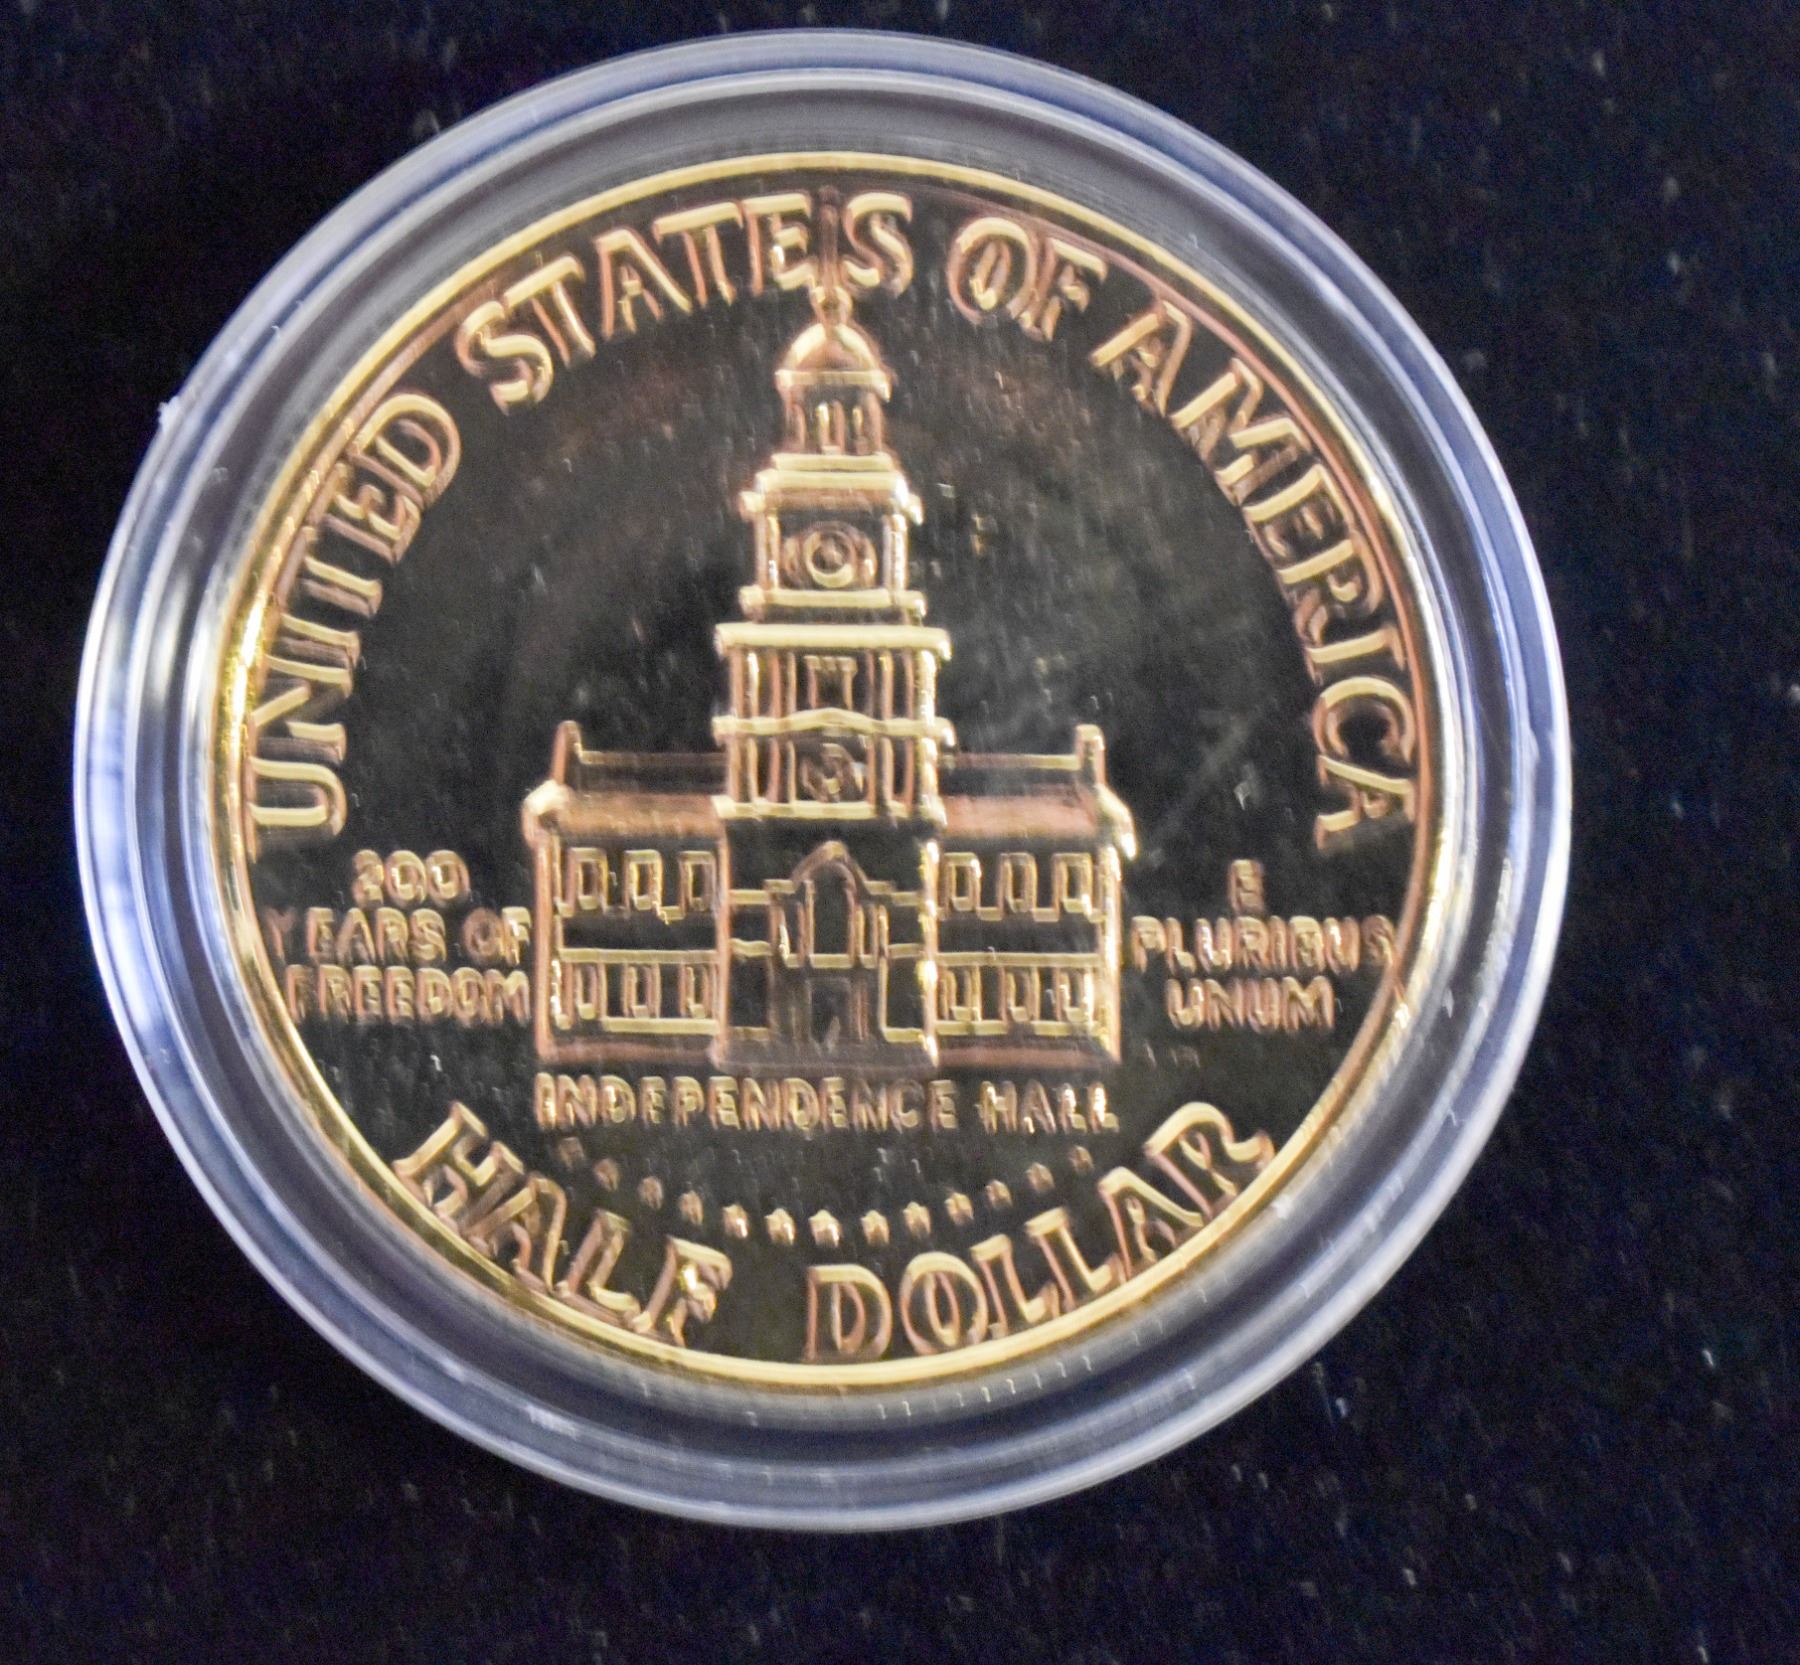 UNITED STATES OF AMERICA
200
YEARS OF
FREEDOM
E
PLURIBUS
UNUM
INDEPENDENCE HALL
HALF DOLLAR